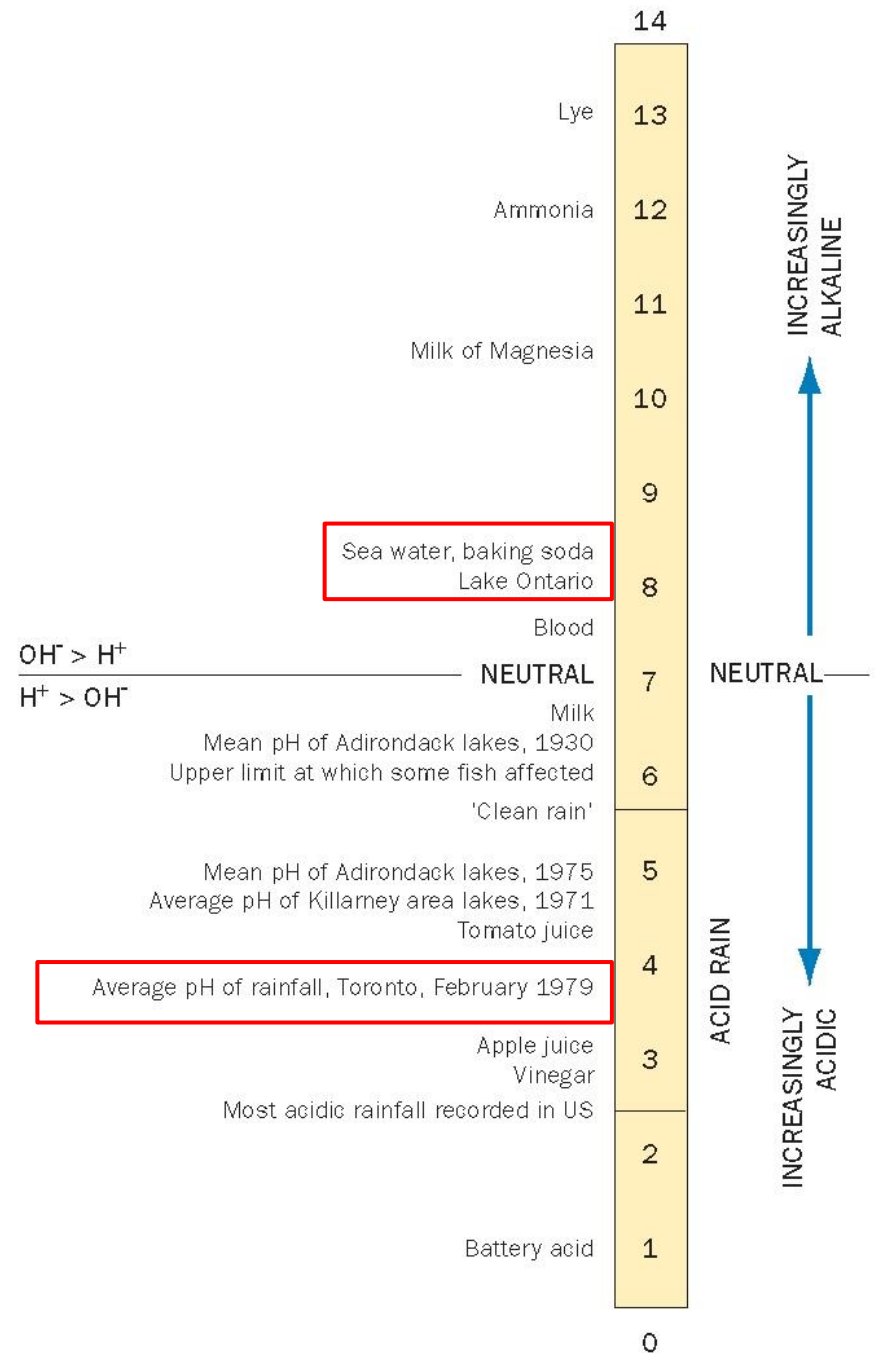 14
Lye 13
Ammonia 12
INCREASINGLY
ALKALINE
11
Milk of Magnesia
10
9
Sea water, baking soda
Lake Ontario 8
Blood
OH⁻ > H⁺
NEUTRAL 7 NEUTRAL
H⁺ > OH⁻
Milk
Mean pH of Adirondack lakes, 1930
Upper limit at which some fish affected 6
'Clean rain'
Mean pH of Adirondack lakes, 1975 5
Average pH of Killarney area lakes, 1971
Tomato juice
4
ACID RAIN
Average pH of rainfall, Toronto, February 1979
Apple juice
3
Vinegar
INCREASINGLY
ACIDIC
Most acidic rainfall recorded in US
2
Battery acid 1
0